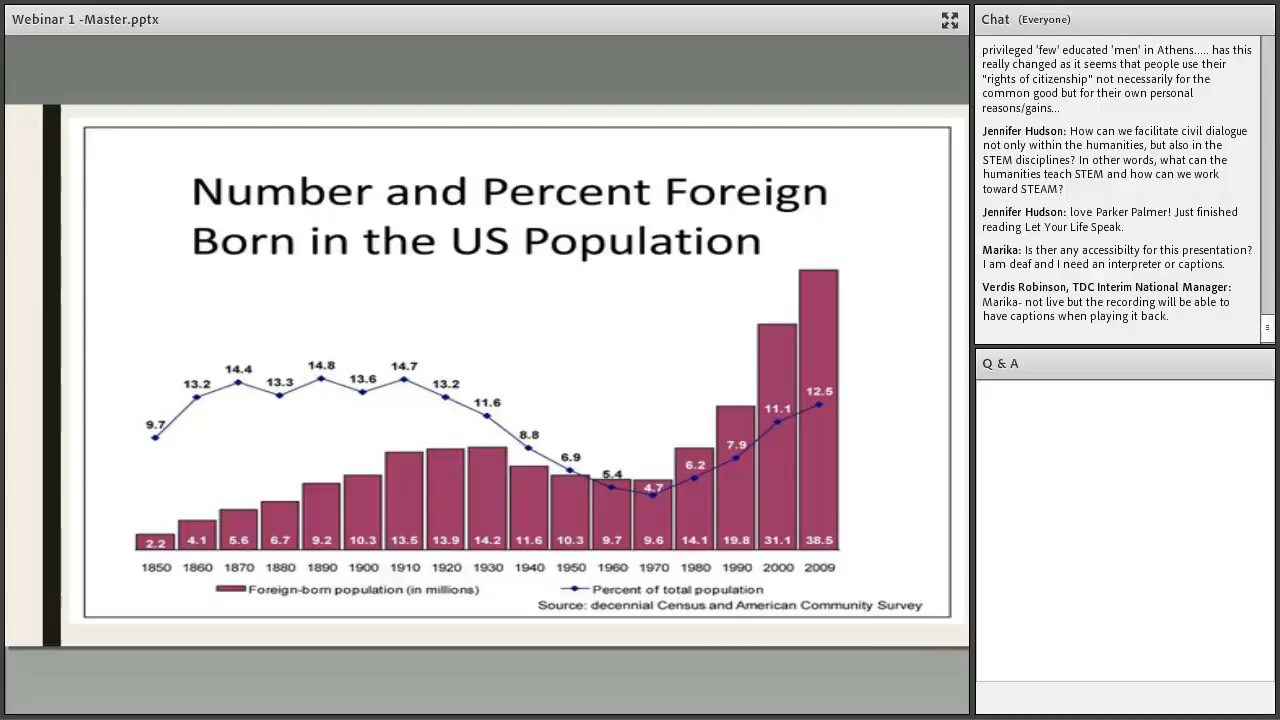 Webinar 1 -Master.pptx
Number and Percent Foreign
Born in the US Population
9.7 13.2 14.4 13.3 14.8 13.6 14.7 13.2 11.6 8.8 6.9 5.4 4.7 6.2 7.9 11.1 12.5
2.2 4.1 5.6 6.7 9.2 10.3 13.5 13.9 14.2 11.6 10.3 9.7 9.6 14.1 19.8 31.1 38.5
1850 1860 1870 1880 1890 1900 1910 1920 1930 1940 1950 1960 1970 1980 1990 2000 2009
Foreign-born population (in millions) Percent of total population
Source: decennial Census and American Community Survey
Chat (Everyone)
privileged 'few' educated 'men' in Athens..... has this
really changed as it seems that people use their
"rights of citizenship" not necessarily for the
common good but for their own personal
reasons/gains...
Jennifer Hudson: How can we facilitate civil dialogue
not only within the humanities, but also in the
STEM disciplines? In other words, what can the
humanities teach STEM and how can we work
toward STEAM?
Jennifer Hudson: love Parker Palmer! Just finished
reading Let Your Life Speak.
Marika: Is ther any accessibilty for this presentation?
I am deaf and I need an interpreter or captions.
Verdis Robinson, TDC Interim National Manager:
Marika- not live but the recording will be able to
have captions when playing it back.
Q & A